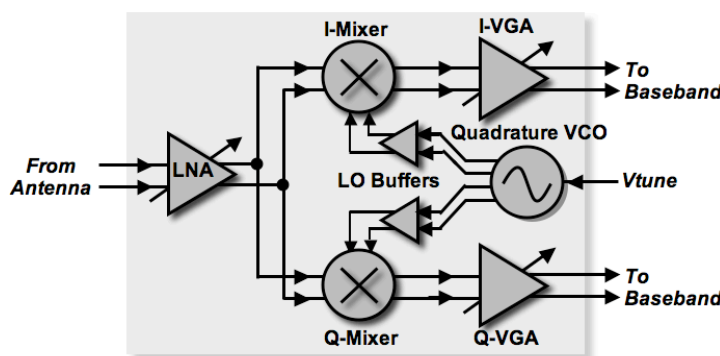 I-Mixer
I-VGA
To
Baseband
Quadrature VCO
From
Antenna
LNA
LO Buffers
Vtune
To
Baseband
Q-Mixer
Q-VGA